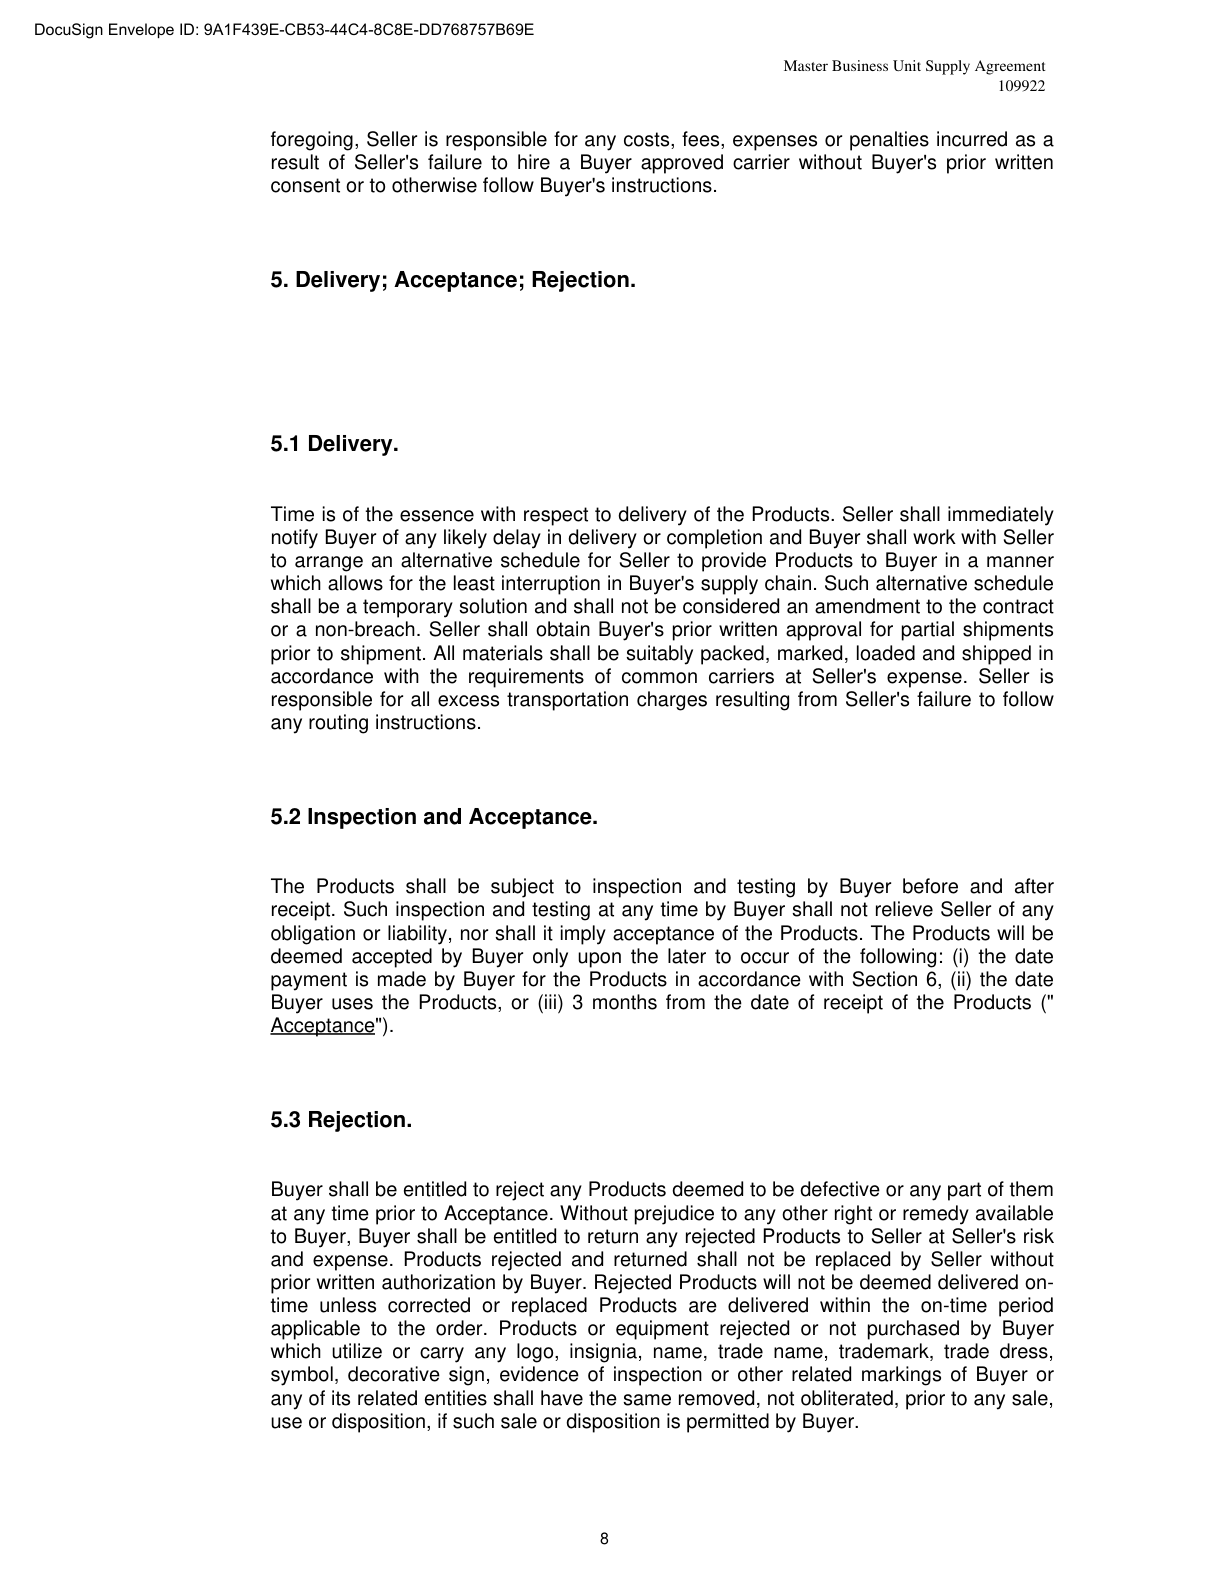 DocuSign Envelope ID: 9A1F439E-CB53-44C4-8C8E-DD768757B69E
Master Business Unit Supply Agreement
109922
foregoing, Seller is responsible for any costs, fees, expenses or penalties incurred as a
result of Seller's failure to hire a Buyer approved carrier without Buyer's prior written
consent or to otherwise follow Buyer's instructions.
5. Delivery; Acceptance; Rejection.
5.1 Delivery.
Time is of the essence with respect to delivery of the Products. Seller shall immediately
notify Buyer of any likely delay in delivery or completion and Buyer shall work with Seller
to arrange an alternative schedule for Seller to provide Products to Buyer in a manner
which allows for the least interruption in Buyer's supply chain. Such alternative schedule
shall be a temporary solution and shall not be considered an amendment to the contract
or a non-breach. Seller shall obtain Buyer's prior written approval for partial shipments
prior to shipment. All materials shall be suitably packed, marked, loaded and shipped in
accordance with the requirements of common carriers at Seller's expense. Seller is
responsible for all excess transportation charges resulting from Seller's failure to follow
any routing instructions.
5.2 Inspection and Acceptance.
The Products shall be subject to inspection and testing by Buyer before and after
receipt. Such inspection and testing at any time by Buyer shall not relieve Seller of any
obligation or liability, nor shall it imply acceptance of the Products. The Products will be
deemed accepted by Buyer only upon the later to occur of the following: (i) the date
payment is made by Buyer for the Products in accordance with Section 6, (ii) the date
Buyer uses the Products, or (iii) 3 months from the date of receipt of the Products ("
Acceptance").
5.3 Rejection.
Buyer shall be entitled to reject any Products deemed to be defective or any part of them
at any time prior to Acceptance. Without prejudice to any other right or remedy available
to Buyer, Buyer shall be entitled to return any rejected Products to Seller at Seller's risk
and expense. Products rejected and returned shall not be replaced by Seller without
prior written authorization by Buyer. Rejected Products will not be deemed delivered on-
time unless corrected or replaced Products are delivered within the on-time period
applicable to the order. Products or equipment rejected or not purchased by Buyer
which utilize or carry any logo, insignia, name, trade name, trademark, trade dress,
symbol, decorative sign, evidence of inspection or other related markings of Buyer or
any of its related entities shall have the same removed, not obliterated, prior to any sale,
use or disposition, if such sale or disposition is permitted by Buyer.
8